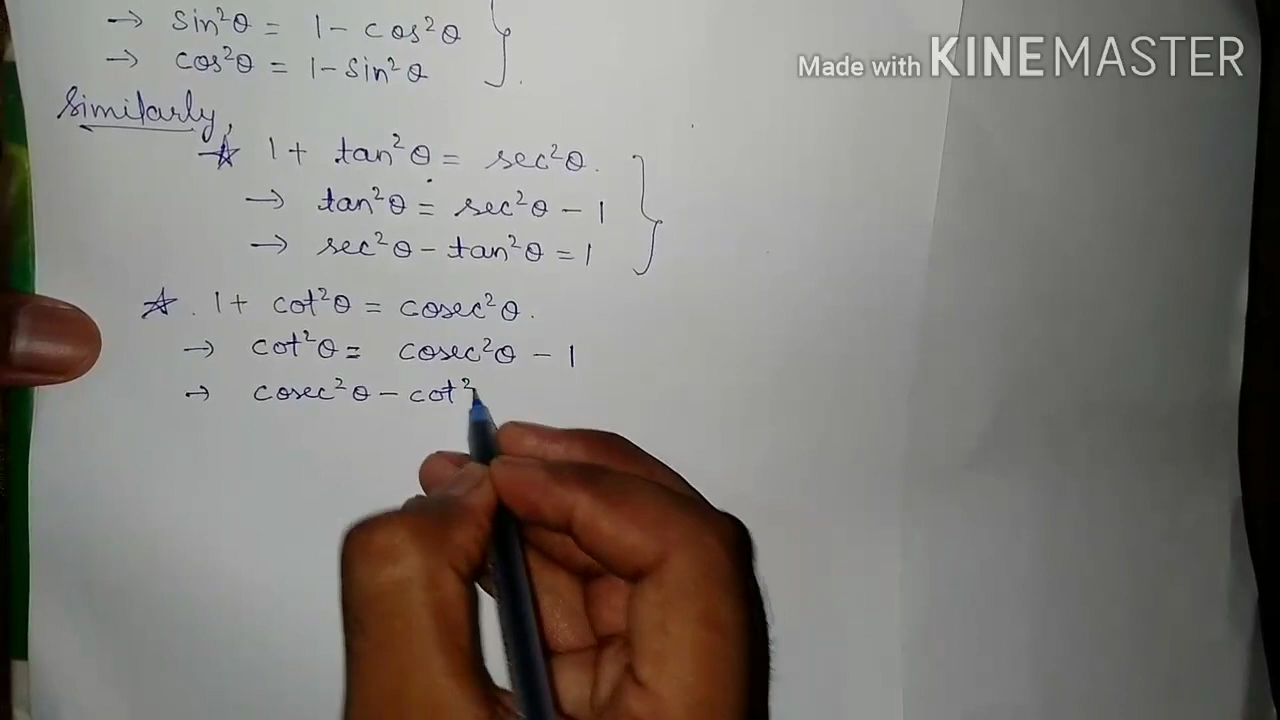 → sin²θ = 1 - cos²θ
→ cos²θ = 1 - sin²θ
Made with KINEMASTER
Similarly,
☆ 1 + tan²θ = sec²θ.
→ tan²θ = sec²θ - 1
→ sec²θ - tan²θ = 1
☆. 1 + cot²θ = cosec²θ.
→ cot²θ = cosec²θ - 1
→ cosec²θ - cot²